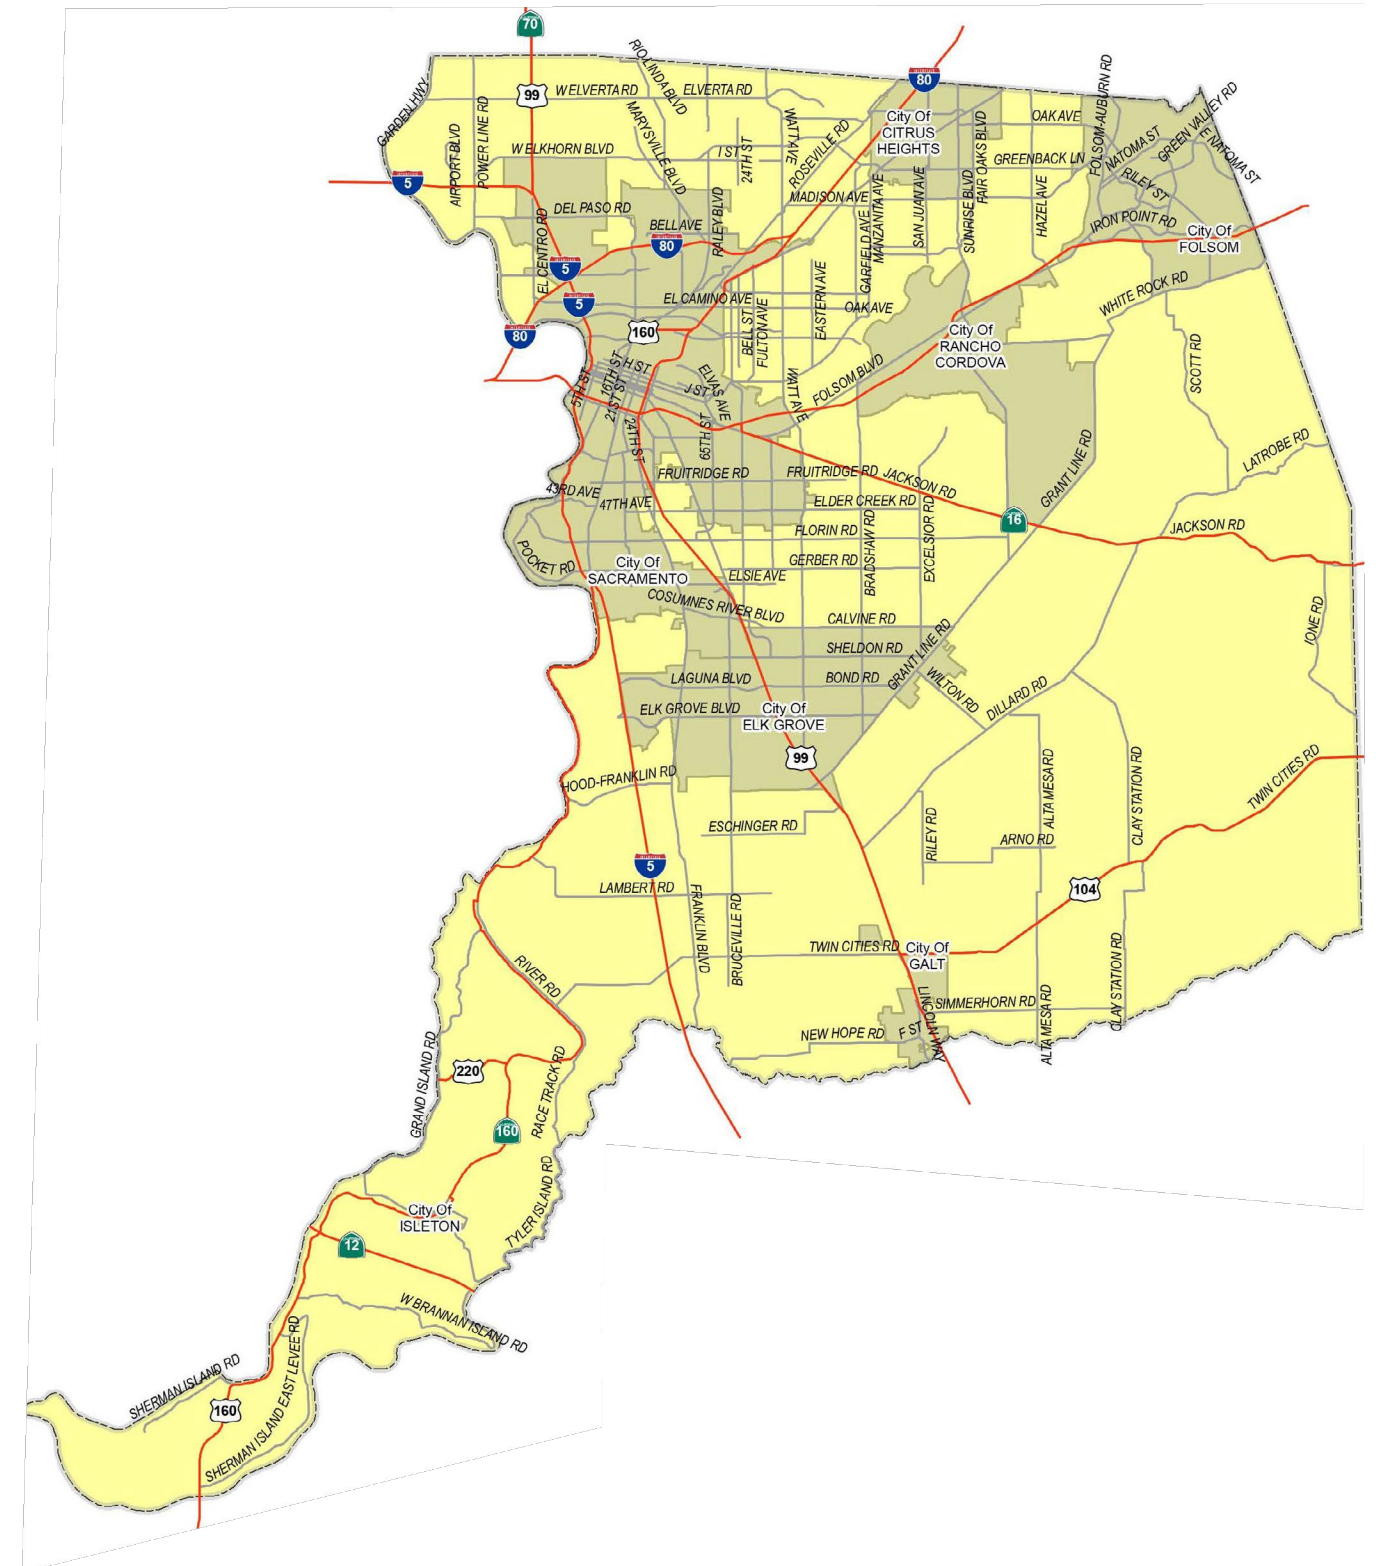 70
80
99
GARDEN HWY
AIRPORT BLVD
POWER LINE RD
W ELVERTA RD
RIO LINDA BLVD
ELVERTA RD
MARYSVILLE BLVD
W ELKHORN BLVD
I ST
24TH ST
WATT AVE
ROSEVILLE RD
City Of
CITRUS
HEIGHTS
OAK AVE
FAIR OAKS BLVD
GREENBACK LN
FOLSOM-AUBURN RD
NATOMA ST
GREEN VALLEY RD
E NATOMA ST
RILEY ST
5
MADISON AVE
MANZANITA AVE
SAN JUAN AVE
SUNRISE BLVD
HAZEL AVE
IRON POINT RD
City Of
FOLSOM
DEL PASO RD
BELL AVE
RALEY BLVD
80
EL CENTRO RD
5
5
80
GARFIELD AVE
EASTERN AVE
EL CAMINO AVE
OAK AVE
WHITE ROCK RD
160
BELL ST
FULTON AVE
City Of
RANCHO
CORDOVA
SCOTT RD
H ST
16TH ST
5TH ST
21ST ST
J ST
ELVAS AVE
WATT AVE
FOLSOM BLVD
24TH ST
65TH ST
LATROBE RD
GRANT LINE RD
FRUITRIDGE RD
FRUITRIDGE RD
JACKSON RD
43RD AVE
47TH AVE
ELDER CREEK RD
16
JACKSON RD
FLORIN RD
BRADSHAW RD
EXCELSIOR RD
POCKET RD
City Of
SACRAMENTO
GERBER RD
ELSIE AVE
COSUMNES RIVER BLVD
CALVINE RD
IONE RD
SHELDON RD
GRANT LINE RD
LAGUNA BLVD
BOND RD
WILTON RD
DILLARD RD
ELK GROVE BLVD
City Of
ELK GROVE
99
HOOD-FRANKLIN RD
ALTA MESA RD
CLAY STATION RD
TWIN CITIES RD
ESCHINGER RD
RILEY RD
ARNO RD
5
104
LAMBERT RD
FRANKLIN BLVD
BRUCEVILLE RD
TWIN CITIES RD
City Of
GALT
RIVER RD
LINCOLN WAY
SIMMERHORN RD
ALTA MESA RD
CLAY STATION RD
NEW HOPE RD
F ST
GRAND ISLAND RD
220
RACE TRACK RD
160
TYLER ISLAND RD
City Of
ISLETON
12
W BRANNAN ISLAND RD
SHERMAN ISLAND RD
160
SHERMAN ISLAND EAST LEVEE RD